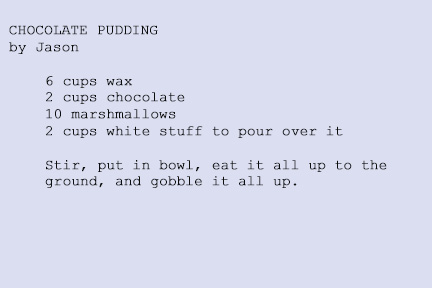 CHOCOLATE PUDDING
by Jason
6 cups wax
2 cups chocolate
10 marshmallows
2 cups white stuff to pour over it
Stir, put in bowl, eat it all up to the
ground, and gobble it all up.